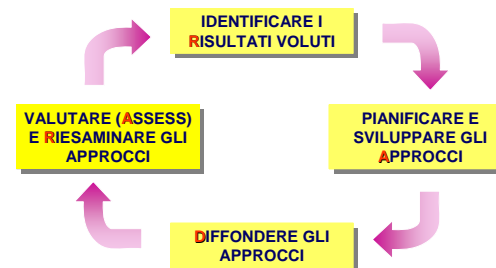 IDENTIFICARE I
RISULTATI VOLUTI
PIANIFICARE E
SVILUPPARE GLI
APPROCCI
DIFFONDERE GLI
APPROCCI
VALUTARE (ASSESS)
E RIESAMINARE GLI
APPROCCI